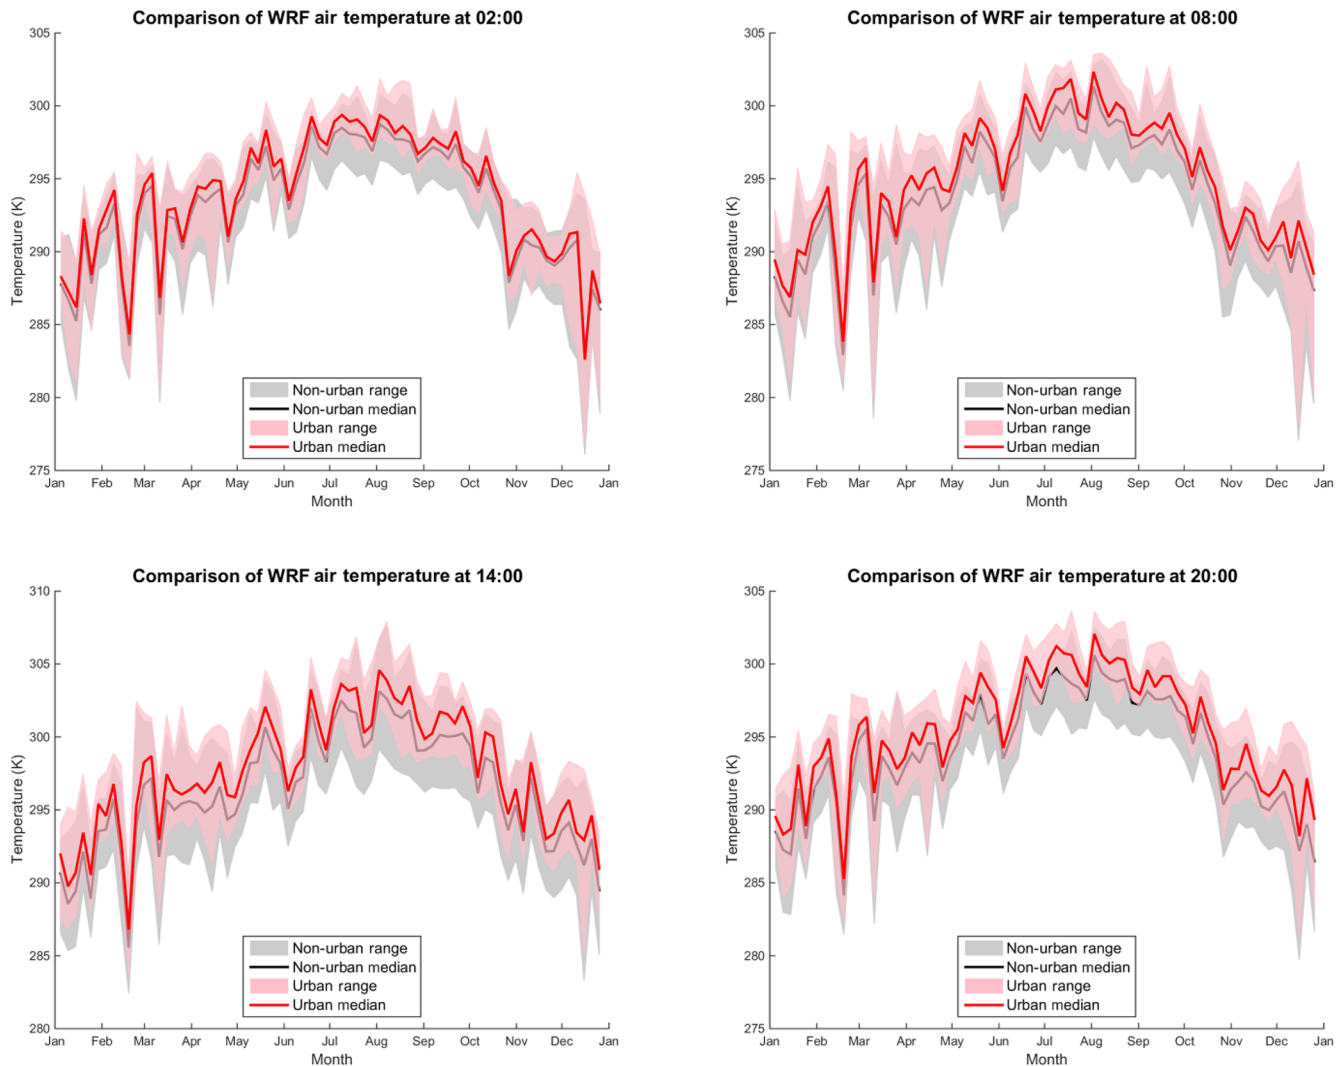 Comparison of WRF air temperature at 02:00
305
300
295
290
285
280
275
Temperature (K)
Non-urban range
Non-urban median
Urban range
Urban median
Jan Feb Mar Apr May Jun Jul Aug Sep Oct Nov Dec Jan
Month
Comparison of WRF air temperature at 08:00
305
300
295
290
285
280
275
Temperature (K)
Non-urban range
Non-urban median
Urban range
Urban median
Jan Feb Mar Apr May Jun Jul Aug Sep Oct Nov Dec Jan
Month
Comparison of WRF air temperature at 14:00
310
305
300
295
290
285
280
Temperature (K)
Non-urban range
Non-urban median
Urban range
Urban median
Jan Feb Mar Apr May Jun Jul Aug Sep Oct Nov Dec Jan
Month
Comparison of WRF air temperature at 20:00
305
300
295
290
285
280
275
Temperature (K)
Non-urban range
Non-urban median
Urban range
Urban median
Jan Feb Mar Apr May Jun Jul Aug Sep Oct Nov Dec Jan
Month